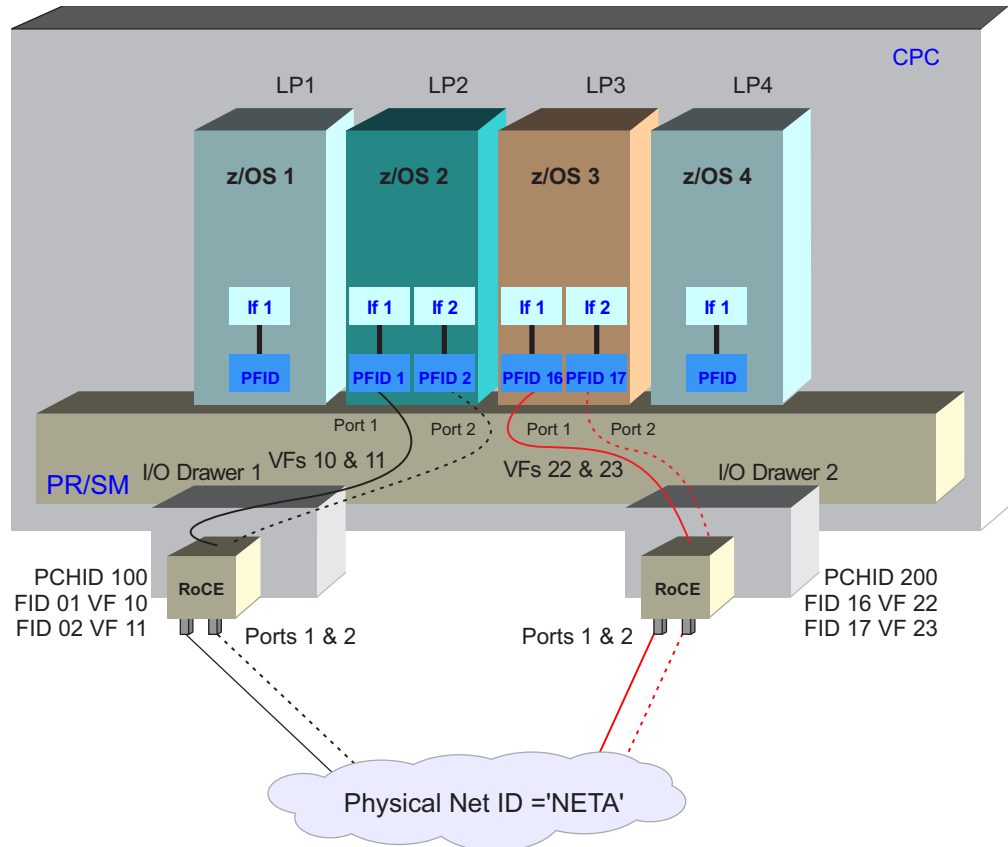 CPC
LP1
LP2
LP3
LP4
z/OS 1
z/OS 2
z/OS 3
z/OS 4
If 1
If 1
If 2
If 1
If 2
If 1
PFID
PFID 1
PFID 2
PFID 16
PFID 17
PFID
Port 1
Port 2
Port 1
Port 2
VFs 10 & 11
VFs 22 & 23
I/O Drawer 1
I/O Drawer 2
PR/SM
RoCE
RoCE
PCHID 100
FID 01 VF 10
FID 02 VF 11
PCHID 200
FID 16 VF 22
FID 17 VF 23
Ports 1 & 2
Ports 1 & 2
Physical Net ID ='NETA'